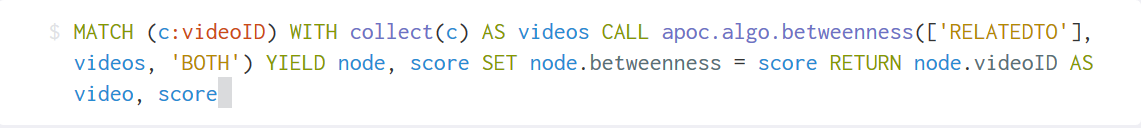 $ MATCH (c:videoID) WITH collect(c) AS videos CALL apoc.algo.betweenness(['RELATEDTO'],
videos, 'BOTH') YIELD node, score SET node.betweenness = score RETURN node.videoID AS
video, score